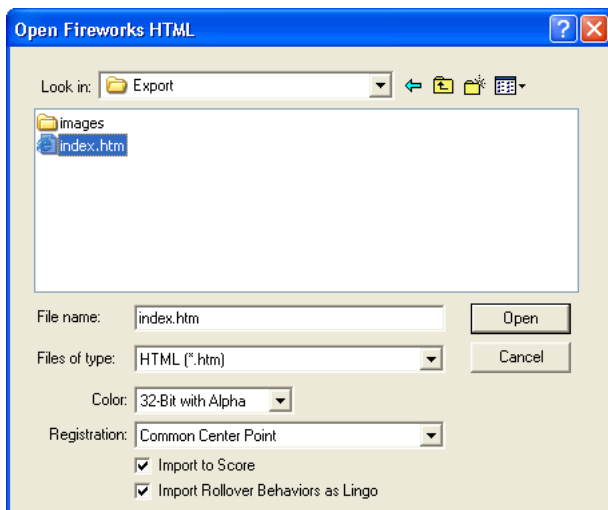 Open Fireworks HTML
Look in: Export
images
index.htm
File name: index.htm Open
Files of type: HTML (*.htm) Cancel
Color: 32-Bit with Alpha
Registration: Common Center Point
Import to Score
Import Rollover Behaviors as Lingo